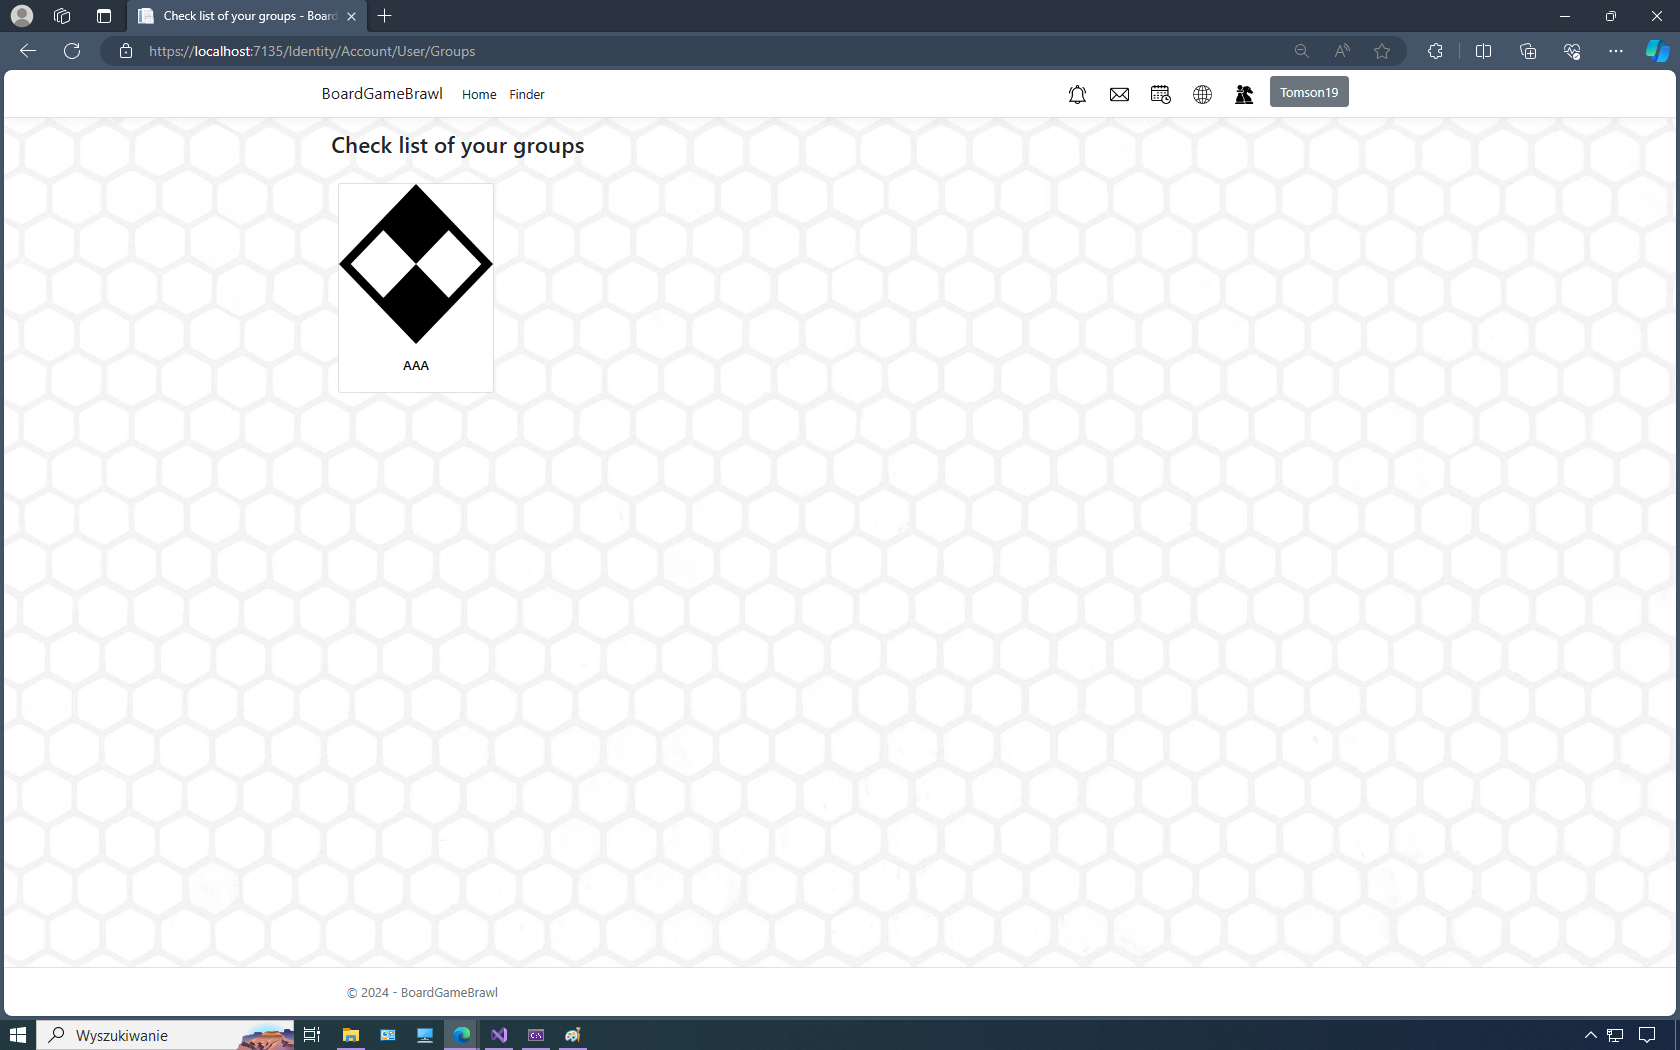 Check list of your groups - Board
https://localhost:7135/Identity/Account/User/Groups
BoardGameBrawl Home Finder Tomson19
Check list of your groups
AAA
© 2024 - BoardGameBrawl
Wyszukiwanie